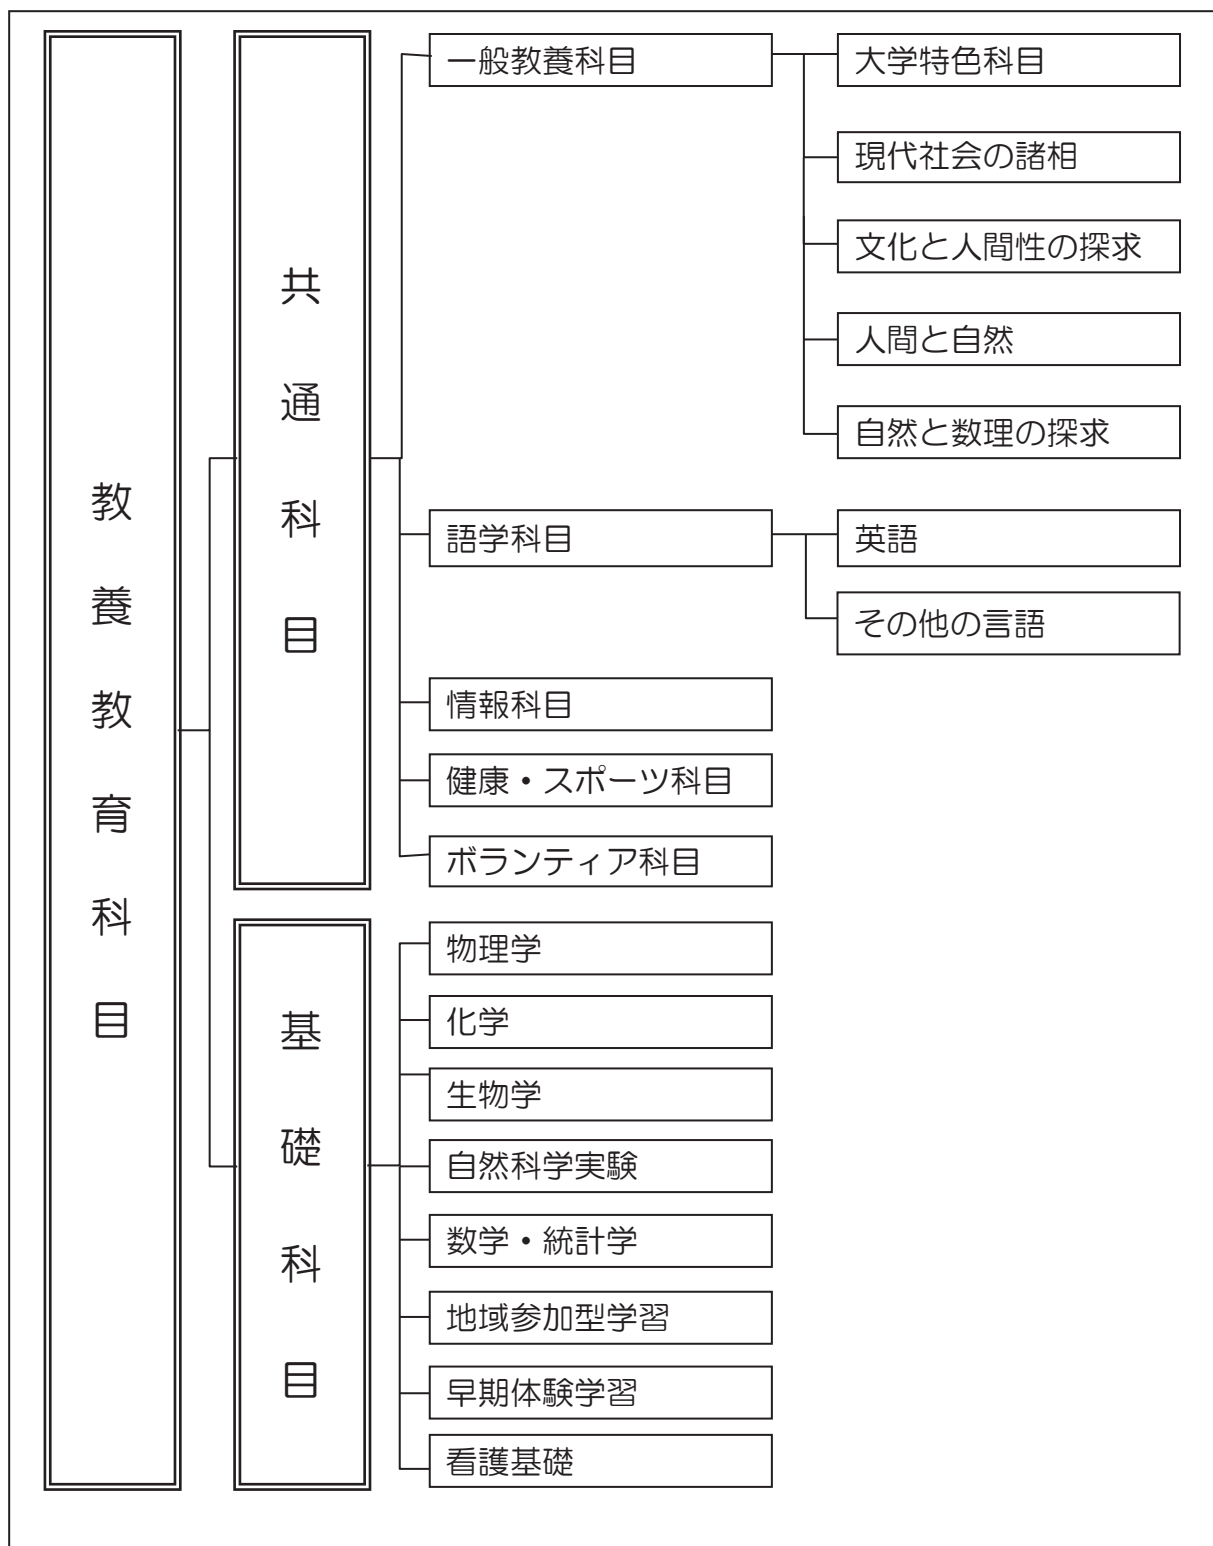 教養教育科目
共通科目
一般教養科目
大学特色科目
現代社会の諸相
文化と人間性の探求
人間と自然
自然と数理の探求
語学科目
英語
その他の言語
情報科目
健康・スポーツ科目
ボランティア科目
基礎科目
物理学
化学
生物学
自然科学実験
数学・統計学
地域参加型学習
早期体験学習
看護基礎